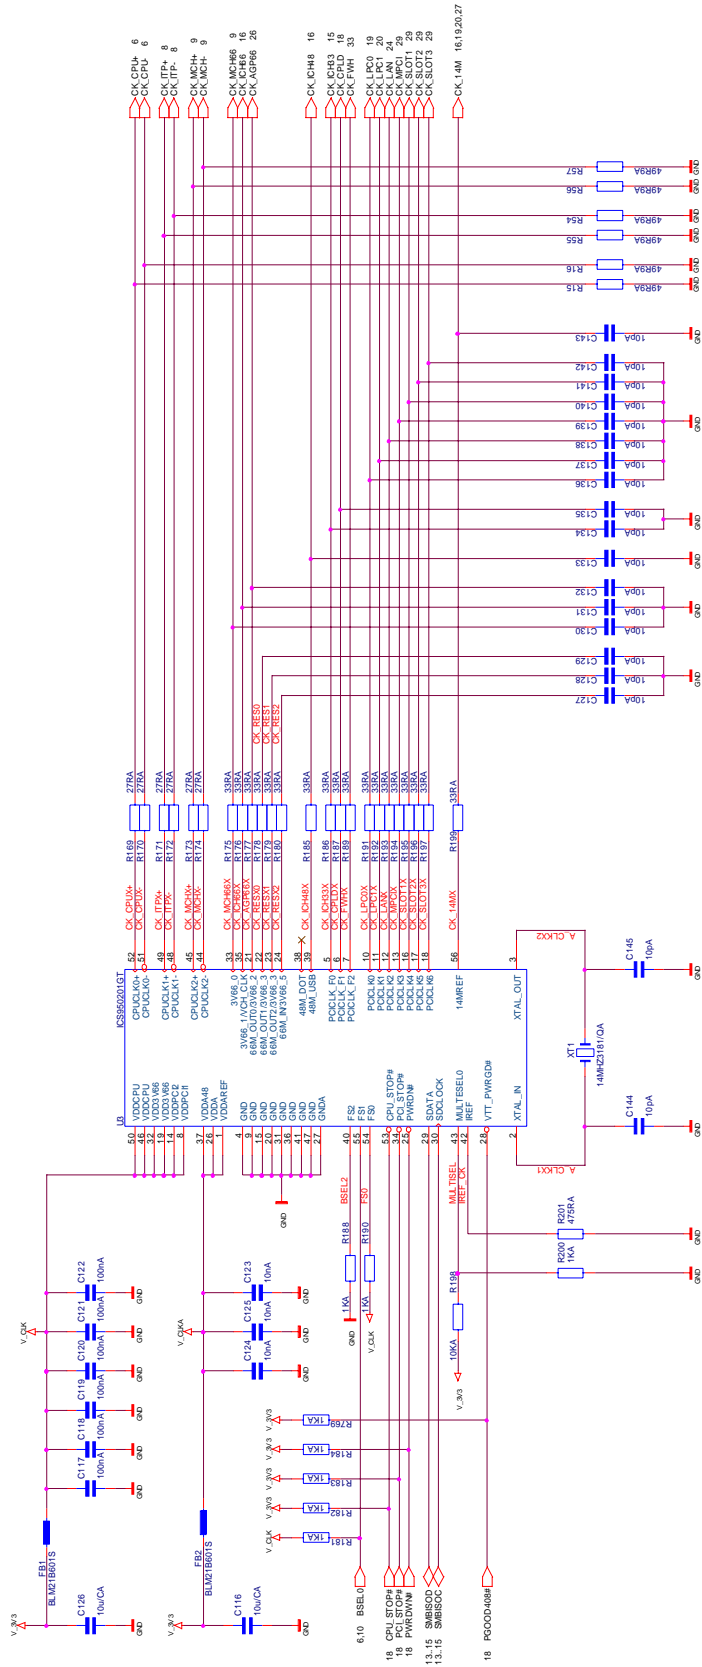 CK_CPU+ 6
CK_CPU- 6
CK_ITP+ 8
CK_ITP- 8
CK_MCH+ 9
CK_MCH- 9
CK_MCH66 9
CK_ICH66 16
CK_AGP66 26
CK_ICH48 16
CK_ICH33 15
CK_CPLD 18
CK_FWH 33
CK_LPC0 19
CK_LPC1 20
CK_LAN 24
CK_MPCI 29
CK_SLOT1 29
CK_SLOT2 29
CK_SLOT3 29
CK_14M 16,19,20,27
R57 49R9A GND
R56 49R9A GND
R54 49R9A GND
R55 49R9A GND
R16 49R9A GND
R15 49R9A GND
C143 10pA GND
C142 10pA
C141 10pA
C140 10pA
C139 10pA GND
C138 10pA
C137 10pA
C136 10pA
C135 10pA GND
C134 10pA
C133 10pA GND
C132 10pA
C131 10pA GND
C130 10pA
C129 10pA
C128 10pA GND
C127 10pA
CK_RES0
CK_RES1
CK_RES2
R169 27RA
R170 27RA
R171 27RA
R172 27RA
R173 27RA
R174 27RA
R175 33RA
R176 33RA
R177 33RA
R178 33RA
R179 33RA
R180 33RA
R185 33RA
R186 33RA
R187 33RA
R189 33RA
R191 33RA
R192 33RA
R193 33RA
R194 33RA
R195 33RA
R196 33RA
R197 33RA
R199 33RA
CK_CPUX+
CK_CPUX-
CK_ITPX+
CK_ITPX-
CK_MCHX+
CK_MCHX-
CK_MCH66X
CK_ICH66X
CK_AGP66X
CK_RESX0
CK_RESX1
CK_RESX2
CK_ICH48X
CK_ICH33X
CK_CPLDX
CK_FWHX
CK_LPC0X
CK_LPC1X
CK_LANX
CK_MPCIX
CK_SLOT1X
CK_SLOT2X
CK_SLOT3X
CK_14MX
U3
ICS950201GT
52 CPUCLK0+
51 CPUCLK0-
49 CPUCLK1+
48 CPUCLK1-
45 CPUCLK2+
44 CPUCLK2-
33 3V66_0
35 3V66_1/VCH_CLK
21 66M_OUT0/3V66_2
22 66M_OUT1/3V66_3
23 66M_OUT2/3V66_3
24 66M_IN/3V66_5
38 48M_DOT
39 48M_USB
5 PCICLK_F0
6 PCICLK_F1
7 PCICLK_F2
10 PCICLK0
11 PCICLK1
12 PCICLK2
13 PCICLK3
16 PCICLK4
17 PCICLK5
18 PCICLK6
56 14MREF
3 XTAL_OUT
50 VDDCPU
46 VDDCPU
32 VDD3V66
19 VDD3V66
14 VDDPCI2
8 VDDPCI1
37 VDDA48
26 VDDA
1 VDDAREF
4 GND
9 GND
15 GND
20 GND
31 GND
36 GND
41 GND
47 GND
27 GNDA
40 FS2
55 FS1
54 FS0
53 CPU_STOP#
34 PCI_STOP#
25 PWRDN#
29 SDATA
30 SDCLOCK
43 MULTISEL0
42 IREF
28 VTT_PWRGD#
2 XTAL_IN
A_CLKX2
A_CLKX1
C145 10pA GND
XT1 14MHZ3181/QA
C144 10pA GND
GND
BSEL2
FS0
MULTISEL
IREF_CK
R188 1KA GND
R190 1KA V_CLK
R201 475RA GND
R200 1KA GND
R198 10KA V_3V3
C122 100nA GND
C121 100nA GND
C120 100nA GND
C119 100nA GND
C118 100nA GND
C117 100nA GND
V_CLK
C123 10nA GND
C125 10nA GND
C124 10nA GND
V_CLKA
V_3V3 R769 1KA
V_3V3 R184 1KA
V_3V3 R183 1KA
V_3V3 R182 1KA
V_CLK R181 1KA
FB1 BLM21B601S
FB2 BLM21B601S
V_3V3 C126 10u/CA GND
V_3V3 C116 10u/CA GND
6,10 BSEL0
18 CPU_STOP#
18 PCI_STOP#
18 PWRDWN#
13..15 SMBISOD
13..15 SMBISOC
18 PGOOD408#